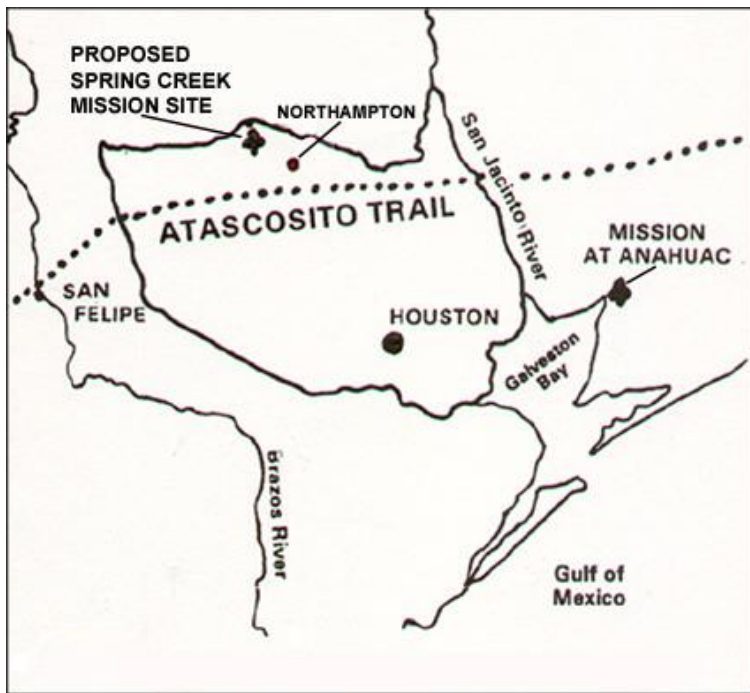 PROPOSED
SPRING CREEK
MISSION SITE
NORTHAMPTON
San Jacinto River
ATASCOSITO TRAIL
MISSION
AT ANAHUAC
SAN
FELIPE
HOUSTON
Galveston
Bay
Brazos River
Gulf of
Mexico